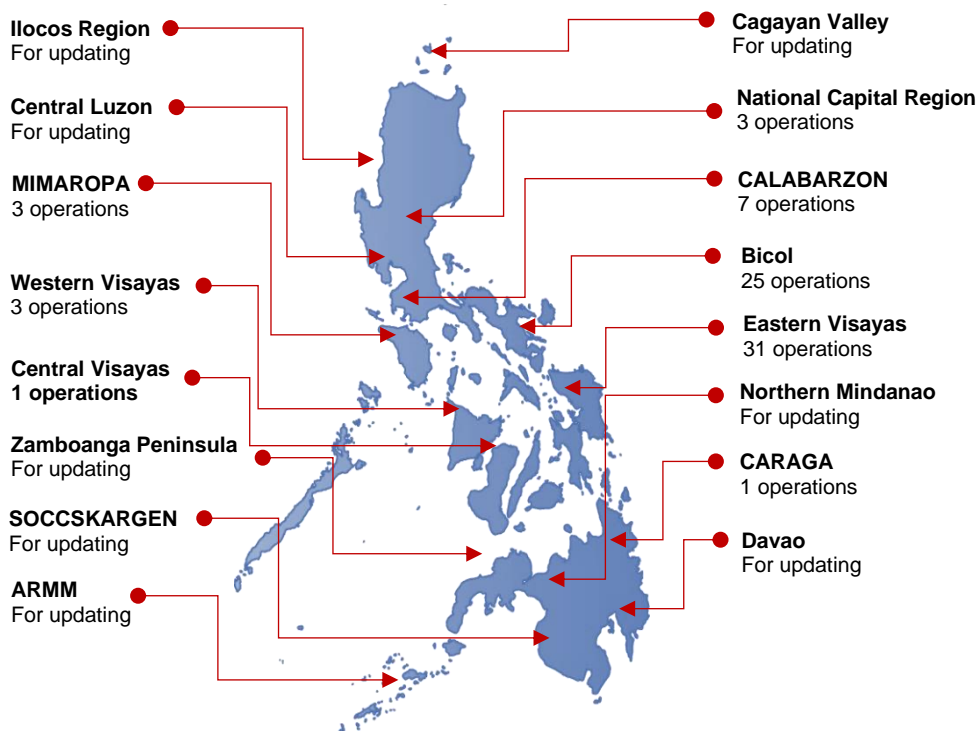 Ilocos Region
For updating
Central Luzon
For updating
MIMAROPA
3 operations
Western Visayas
3 operations
Central Visayas
1 operations
Zamboanga Peninsula
For updating
SOCCSKARGEN
For updating
ARMM
For updating
Cagayan Valley
For updating
National Capital Region
3 operations
CALABARZON
7 operations
Bicol
25 operations
Eastern Visayas
31 operations
Northern Mindanao
For updating
CARAGA
1 operations
Davao
For updating